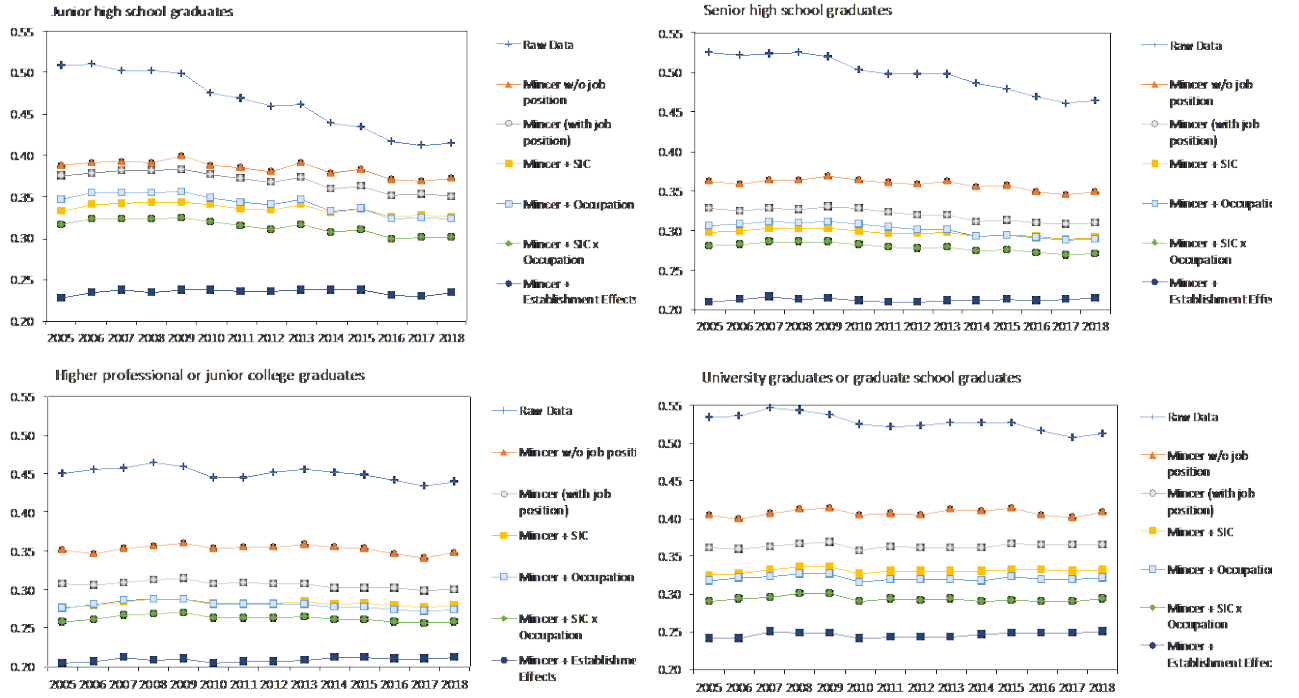 Junior high school graduates
0.55
0.50
0.45
0.40
0.35
0.30
0.25
0.20
2005 2006 2007 2008 2009 2010 2011 2012 2013 2014 2015 2016 2017 2018
Raw Data
Mincer w/o job
position
Mincer (with job
position)
Mincer + SIC
Mincer + Occupation
Mincer + SIC x
Occupation
Mincer +
Establishment Effects
Senior high school graduates
0.55
0.50
0.45
0.40
0.35
0.30
0.25
0.20
2005 2006 2007 2008 2009 2010 2011 2012 2013 2014 2015 2016 2017 2018
Raw Data
Mincer w/o job
position
Mincer (with job
position)
Mincer + SIC
Mincer + Occupatio
Mincer + SIC x
Occupation
Mincer +
Establishment Effe
Higher professional or junior college graduates
0.55
0.50
0.45
0.40
0.35
0.30
0.25
0.20
2005 2006 2007 2008 2009 2010 2011 2012 2013 2014 2015 2016 2017 2018
Raw Data
Mincer w/o job positi
Mincer (with job
position)
Mincer + SIC
Mincer + Occupation
Mincer + SIC x
Occupation
Mincer + Establishme
Effects
University graduates or graduate school graduates
0.55
0.50
0.45
0.40
0.35
0.30
0.25
0.20
2005 2006 2007 2008 2009 2010 2011 2012 2013 2014 2015 2016 2017 2018
Raw Data
Mincer w/o job
position
Mincer (with job
position)
Mincer + SIC
Mincer + Occupatio
Mincer + SIC x
Occupation
Mincer +
Establishment Effec